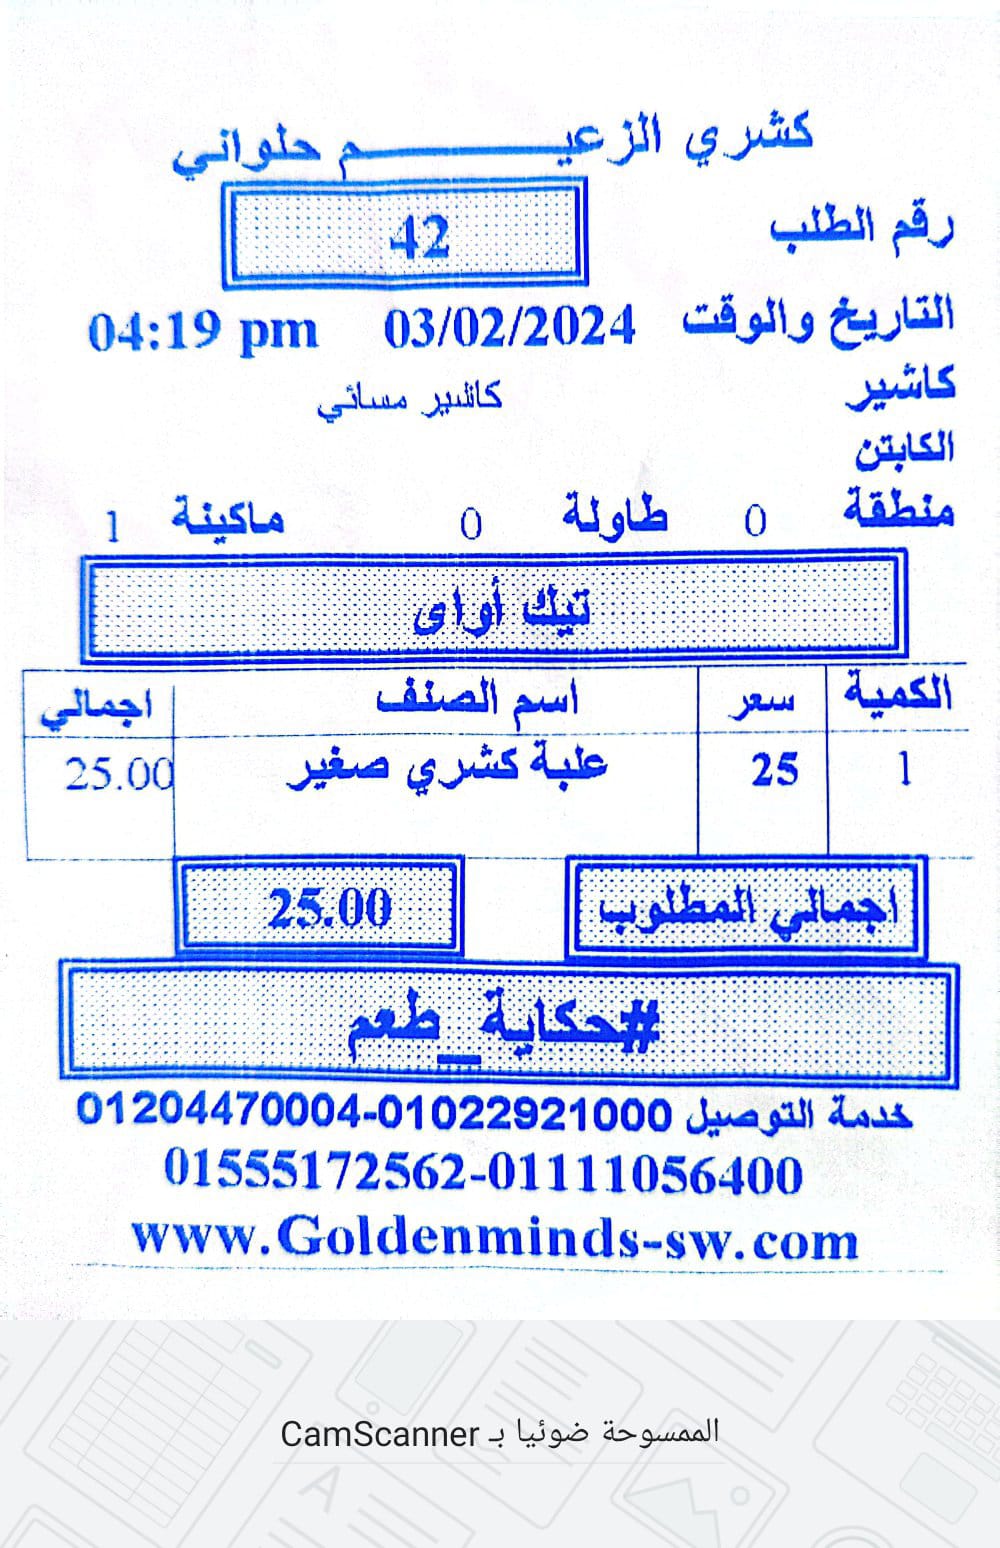 كشري الزعيــــــــــــم حلواني
رقم الطلب 42
التاريخ والوقت 03/02/2024 04:19 pm
كاشير كاشير مسائي
الكابتن
منطقة 0 طاولة 0 ماكينة 1
تيك أواى
الكمية سعر اسم الصنف اجمالي
1 25 علبة كشري صغير 25.00
اجمالي المطلوب 25.00
#حكاية_طعم
خدمة التوصيل 01022921000-01204470004
01555172562-01111056400
www.Goldenminds-sw.com
الممسوحة ضوئيا بـ CamScanner